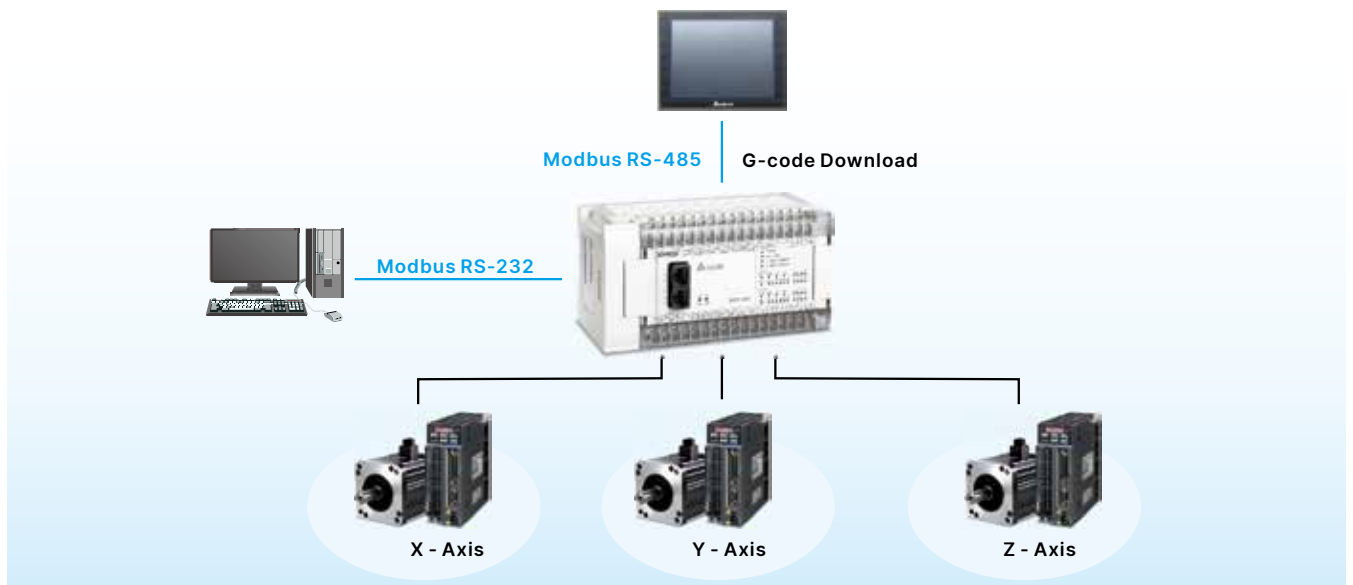 Modbus RS-485
G-code Download
Modbus RS-232
X - Axis
Y - Axis
Z - Axis